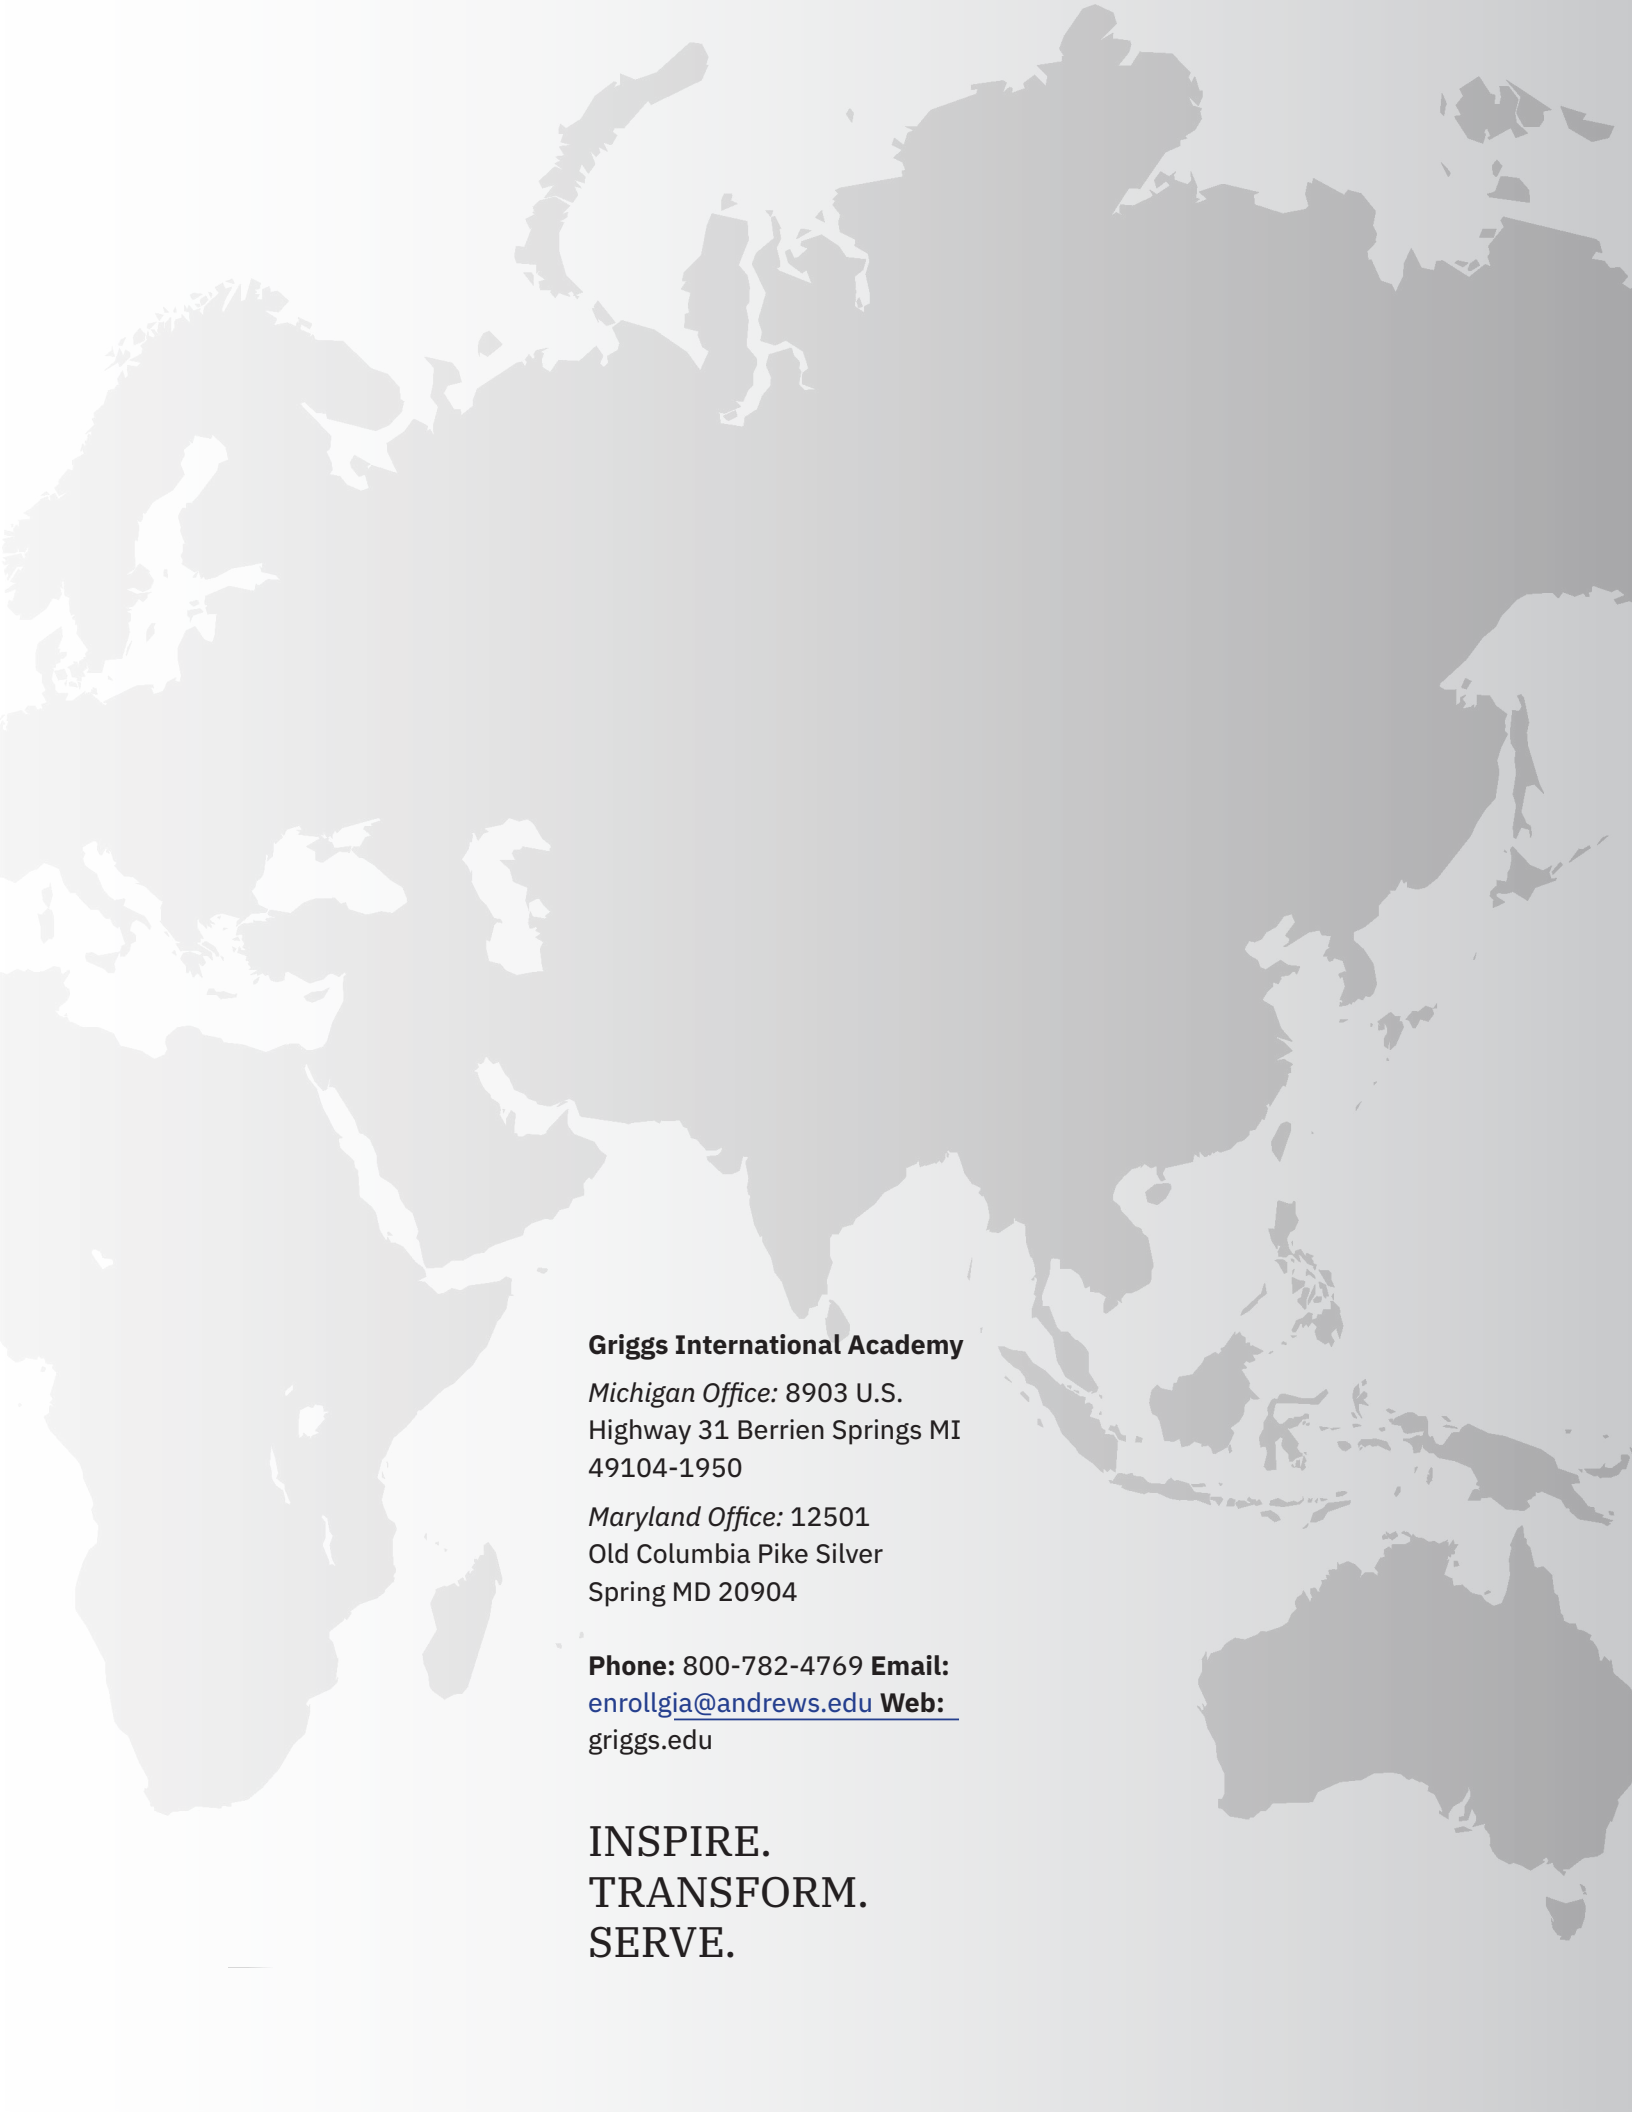 Griggs International Academy
Michigan Office: 8903 U.S.
Highway 31 Berrien Springs MI
49104-1950
Maryland Office: 12501
Old Columbia Pike Silver
Spring MD 20904
Phone: 800-782-4769 Email:
enrollgia@andrews.edu Web:
griggs.edu
INSPIRE.
TRANSFORM.
SERVE.